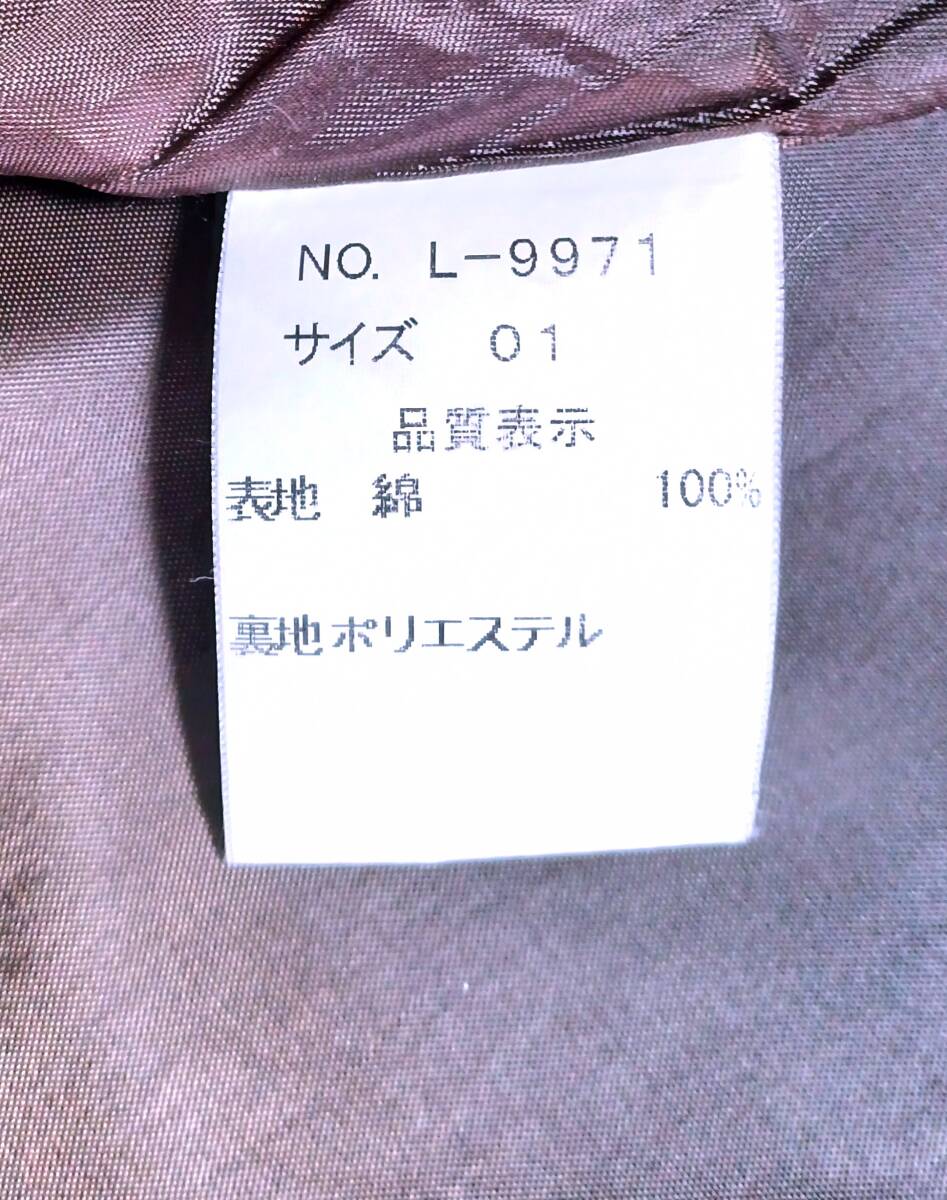 NO. L-9971
サイズ 01
品質表示
表地 綿 100%
裏地ポリエステル